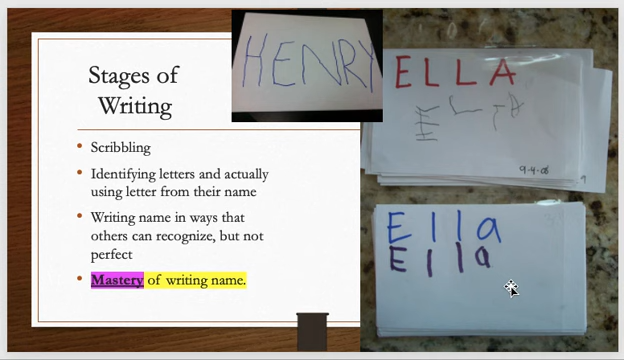 Stages of
Writing
• Scribbling
• Identifying letters and actually
using letter from their name
• Writing name in ways that
others can recognize, but not
perfect
• Mastery of writing name.
HENRY
ELLA
9-9-08
Ella
Ella